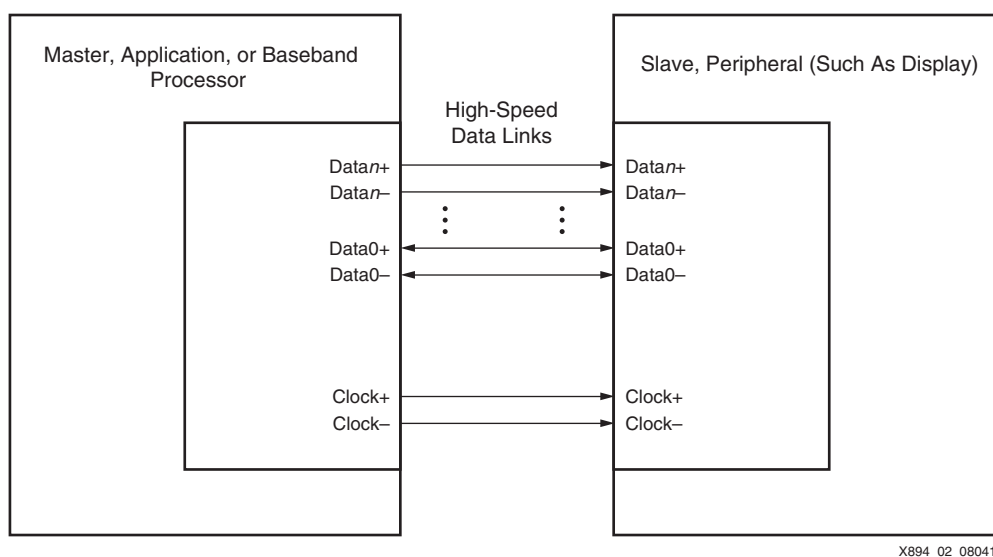 Master, Application, or Baseband
Processor
Slave, Peripheral (Such As Display)
High-Speed
Data Links
Datan+
Datan+
Datan–
Datan–
Data0+
Data0+
Data0–
Data0–
Clock+
Clock+
Clock–
Clock–
X894_02_08041